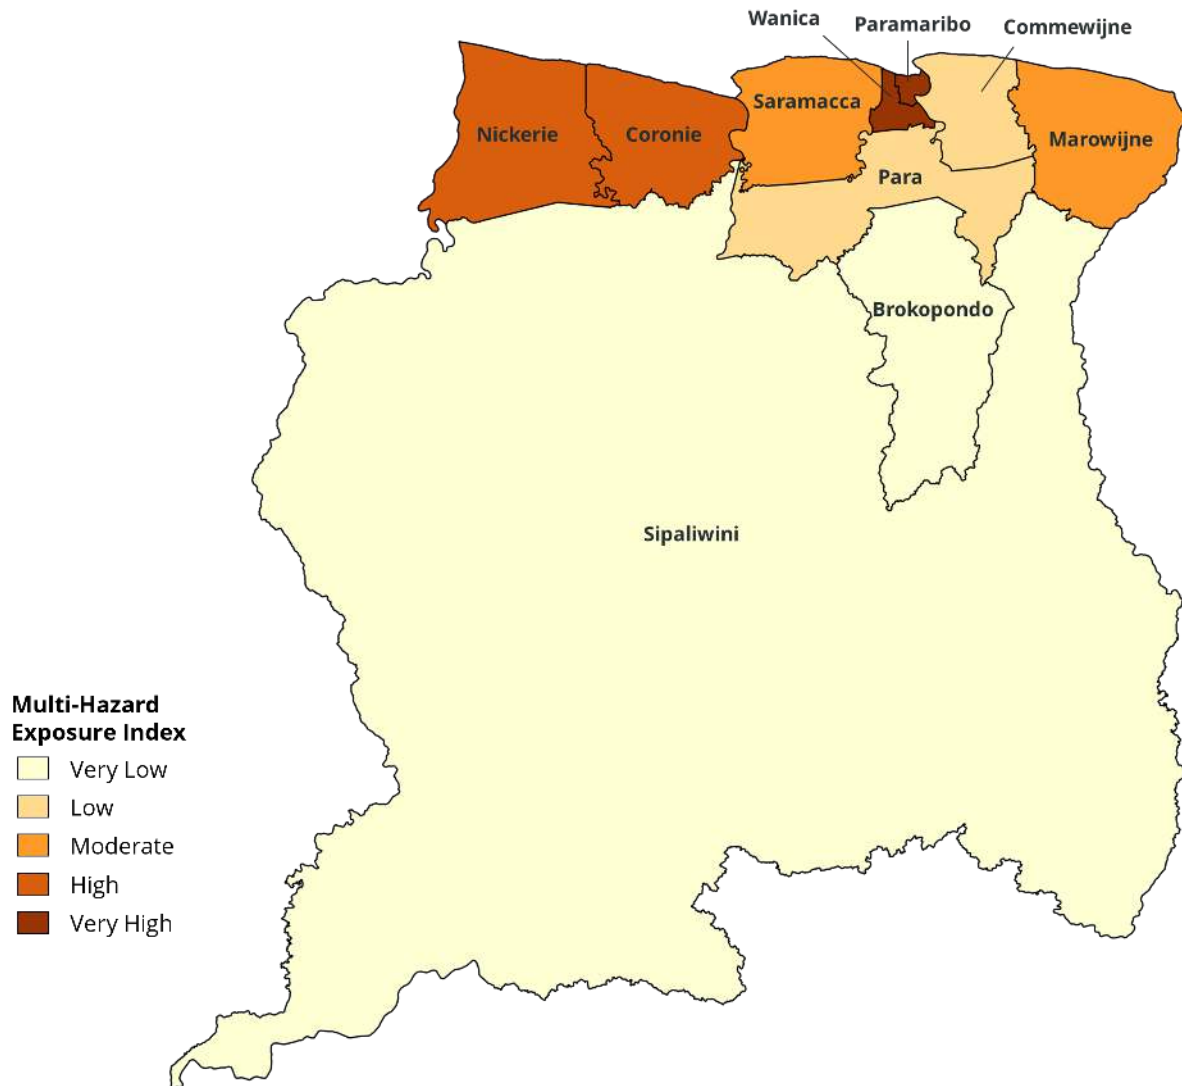 Wanica
Paramaribo
Commewijne
Saramacca
Nickerie
Coronie
Marowijne
Para
Brokopondo
Sipaliwini
Multi-Hazard
Exposure Index
Very Low
Low
Moderate
High
Very High